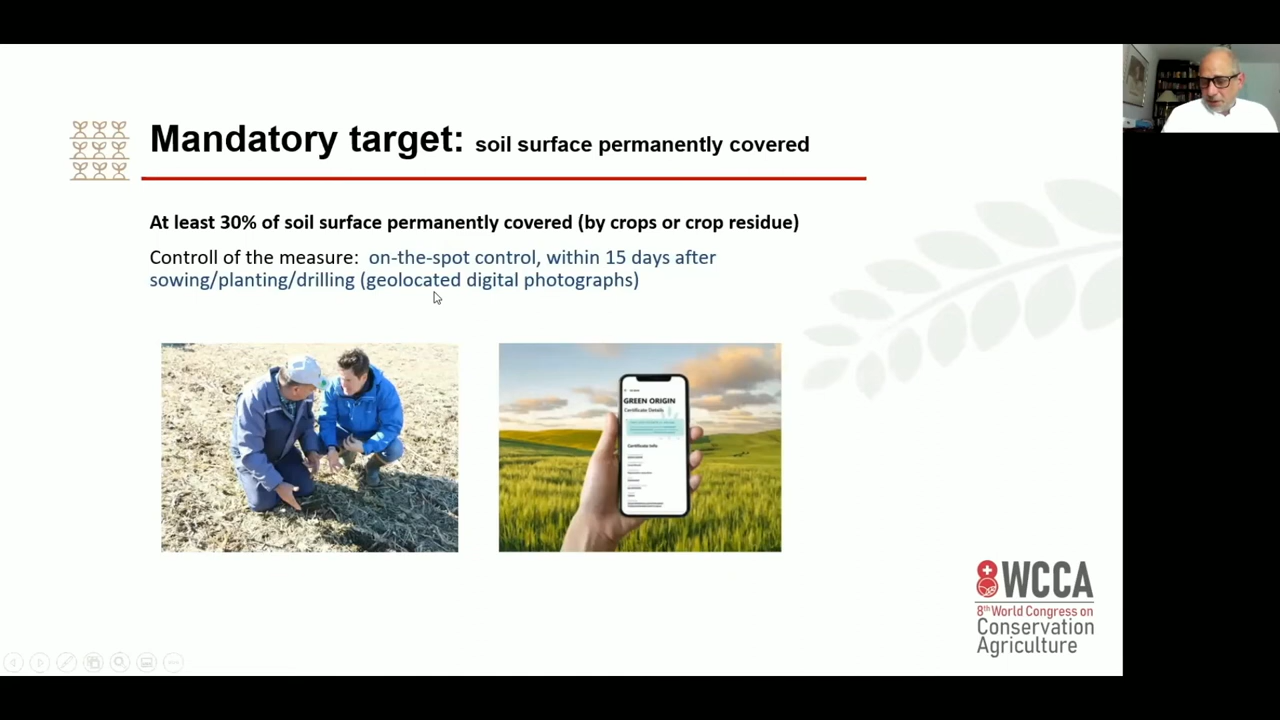 Mandatory target: soil surface permanently covered
At least 30% of soil surface permanently covered (by crops or crop residue)
Controll of the measure: on-the-spot control, within 15 days after
sowing/planting/drilling (geolocated digital photographs)
GREEN ORIGIN
Certificate Details
Certificate Info
8 WCCA
8th World Congress on
Conservation
Agriculture